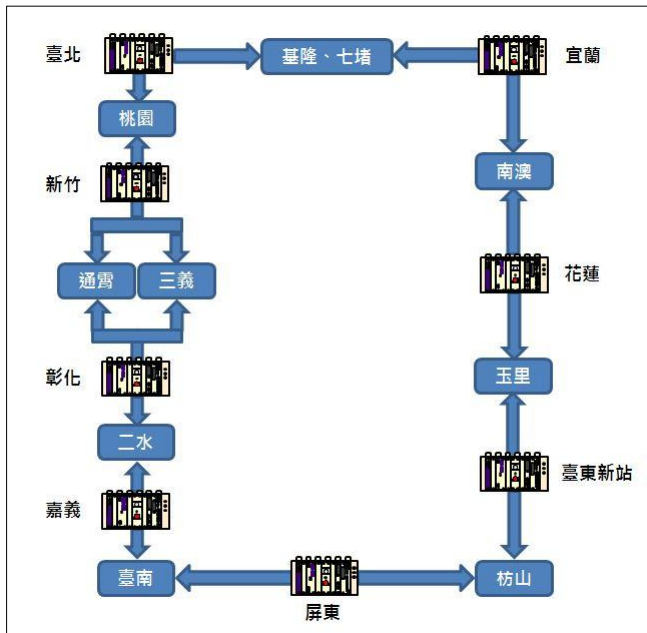 臺北
基隆、七堵
宜蘭
桃園
新竹
南澳
通霄
三義
花蓮
彰化
玉里
二水
臺東新站
嘉義
臺南
枋山
屏東